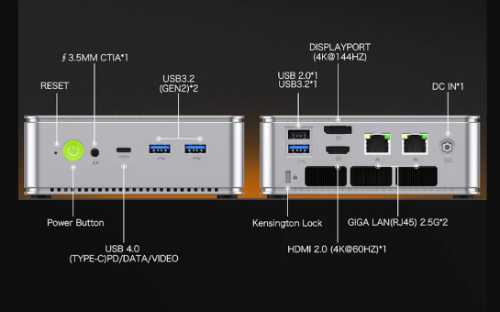 ƒ 3.5MM CTIA*1
RESET
USB3.2
(GEN2)*2
Power Button
USB 4.0
(TYPE-C)PD/DATA/VIDEO
DISPLAYPORT
(4K@144HZ)
USB 2.0*1
USB3.2*1
DC IN*1
Kensington Lock
GIGA LAN(RJ45) 2.5G*2
HDMI 2.0 (4K@60HZ)*1